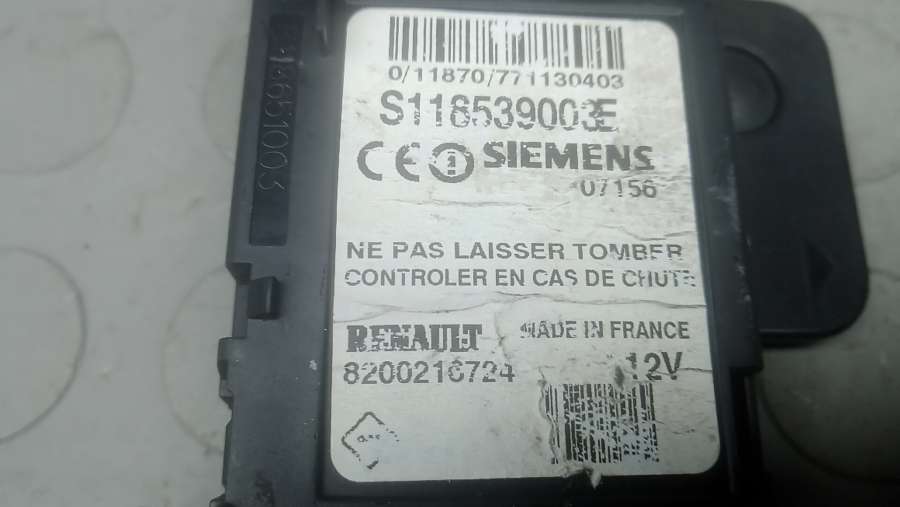 0/11870/771130403
S118539003E
CE SIEMENS
07156
NE PAS LAISSER TOMBER
CONTROLER EN CAS DE CHUTE
RENAULT MADE IN FRANCE
8200216724 12V